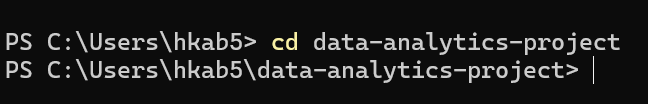 PS C:\Users\hkab5> cd data-analytics-project
PS C:\Users\hkab5\data-analytics-project>